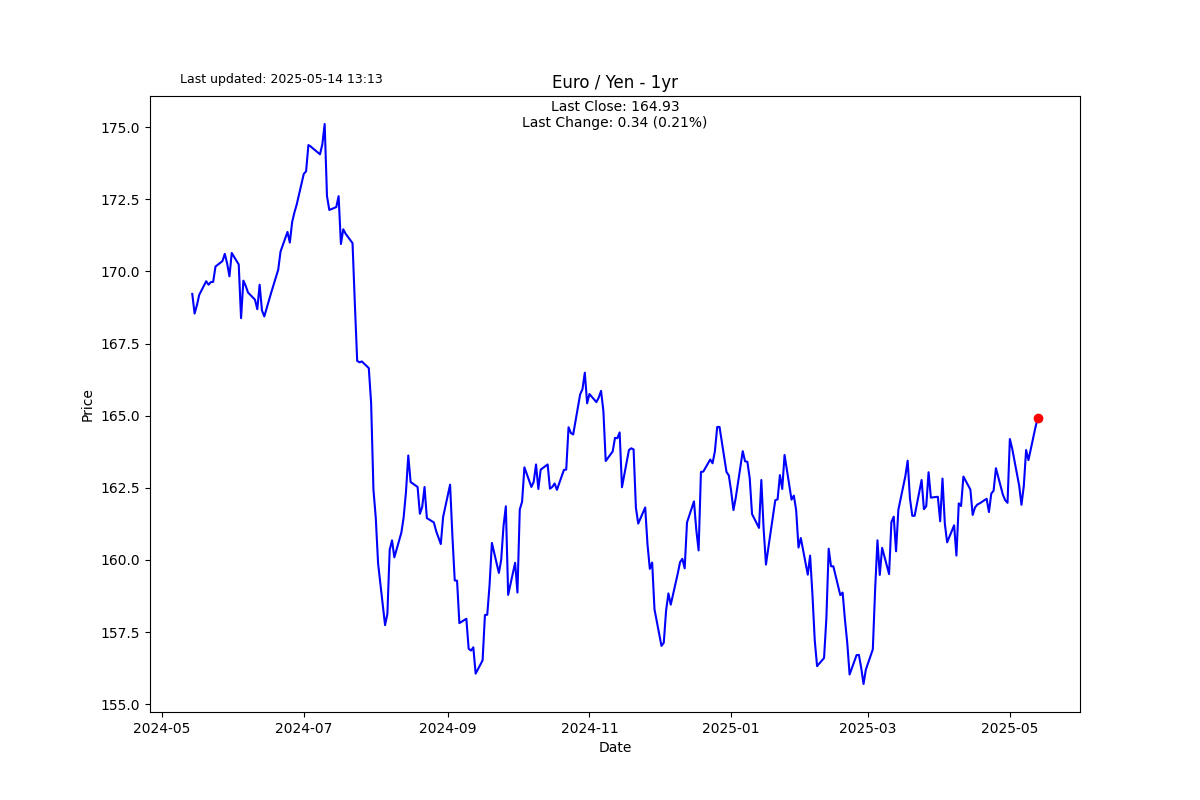 Last updated: 2025-05-14 13:13
Euro / Yen - 1yr
Last Close: 164.93
Last Change: 0.34 (0.21%)
175.0
172.5
170.0
167.5
165.0
162.5
160.0
157.5
155.0
Price
2024-05
2024-07
2024-09
2024-11
2025-01
2025-03
2025-05
Date